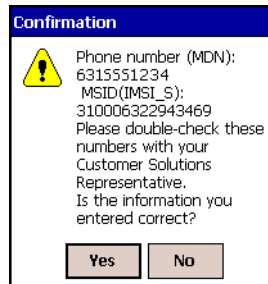 Confirmation
Phone number (MDN):
6315551234
MSID(IMSI_S):
310006322943469
Please double-check these
numbers with your
Customer Solutions
Representative.
Is the information you
entered correct?
Yes
No